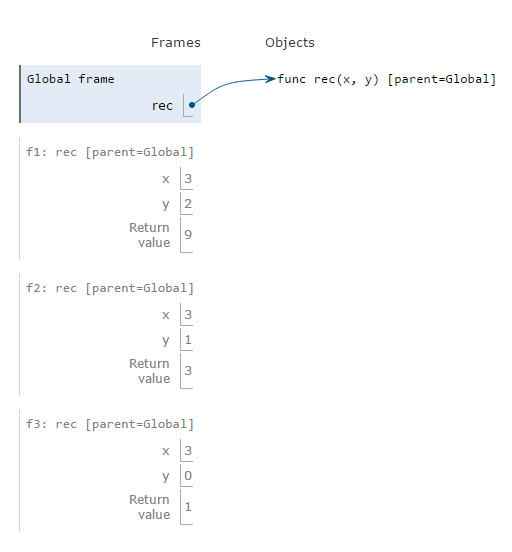 Frames Objects
Global frame func rec(x, y) [parent=Global]
rec
f1: rec [parent=Global]
x 3
y 2
Return
value 9
f2: rec [parent=Global]
x 3
y 1
Return
value 3
f3: rec [parent=Global]
x 3
y 0
Return
value 1